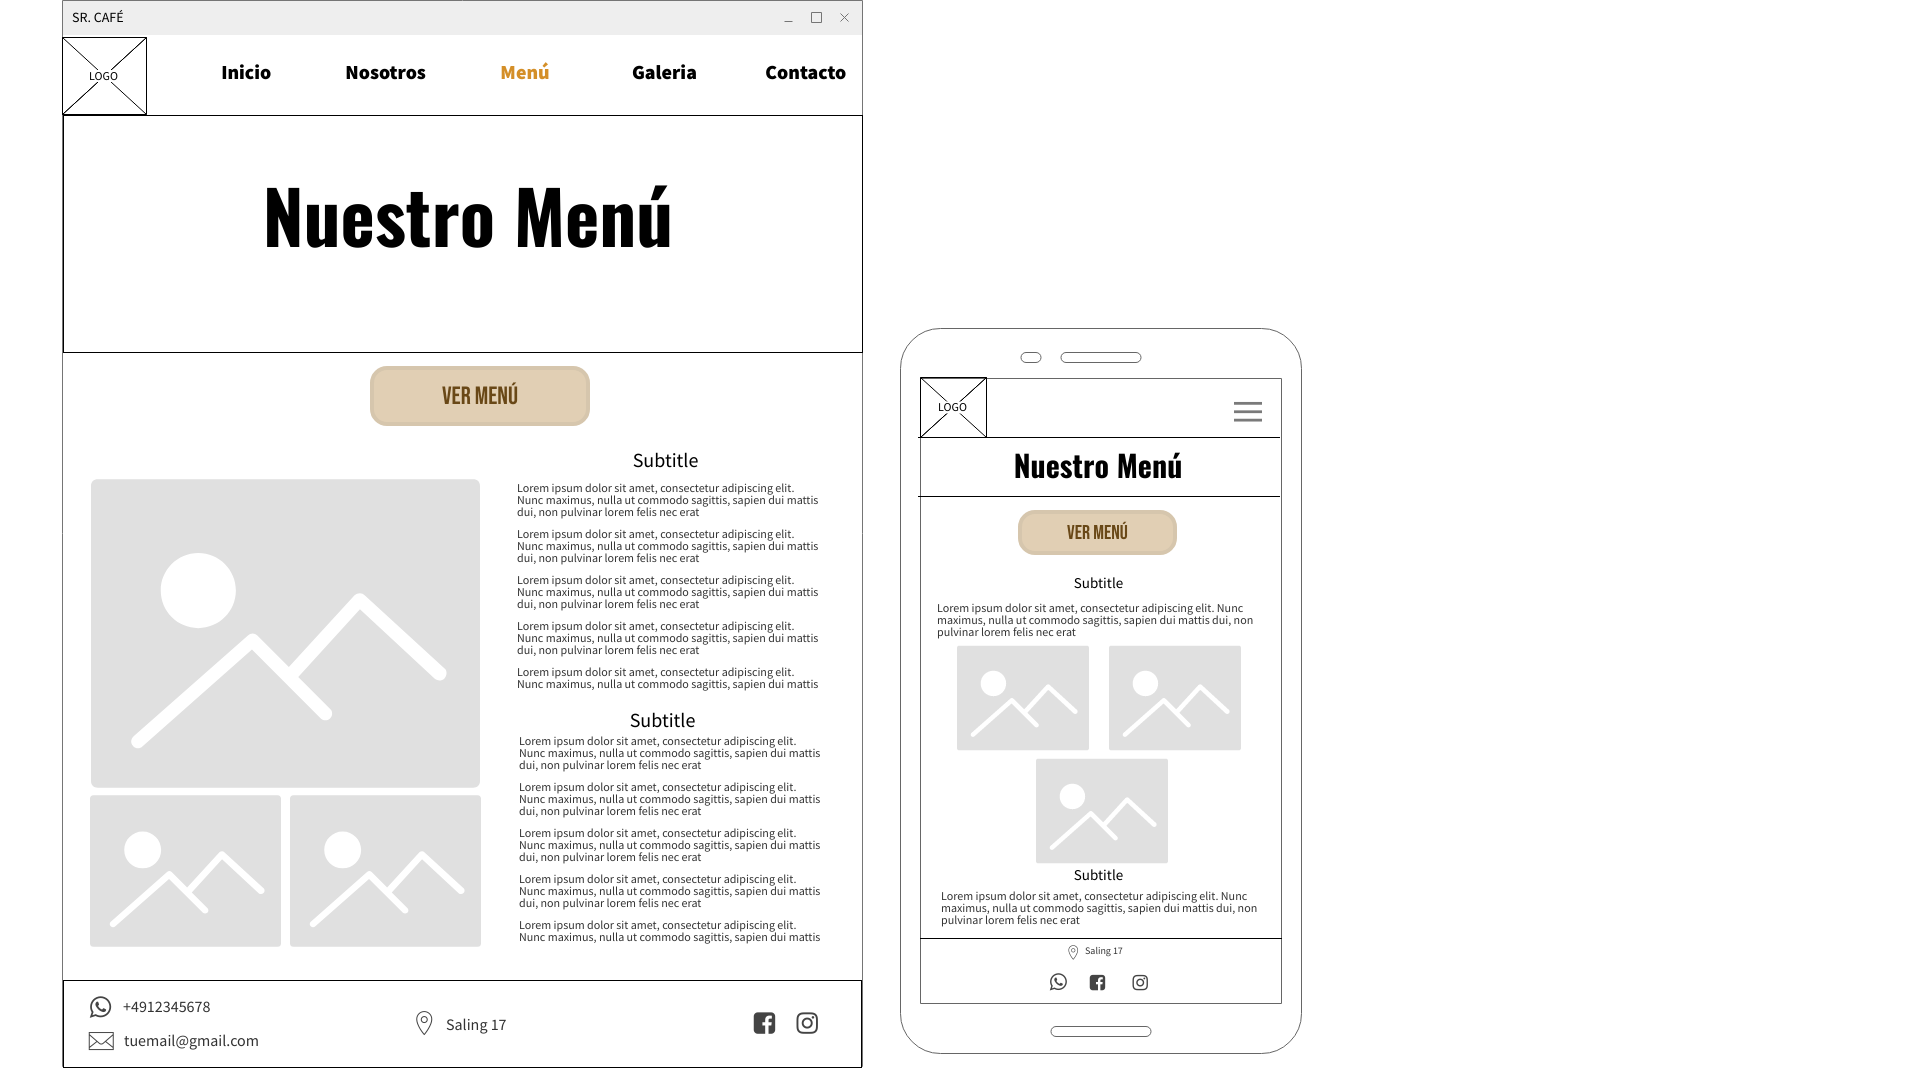 SR. CAFÉ
LOGO
Inicio
Nosotros
Menú
Galeria
Contacto
Nuestro Menú
VER MENÚ
Subtitle
Lorem ipsum dolor sit amet, consectetur adipiscing elit.
Nunc maximus, nulla ut commodo sagittis, sapien dui mattis
dui, non pulvinar lorem felis nec erat
Lorem ipsum dolor sit amet, consectetur adipiscing elit.
Nunc maximus, nulla ut commodo sagittis, sapien dui mattis
dui, non pulvinar lorem felis nec erat
Lorem ipsum dolor sit amet, consectetur adipiscing elit.
Nunc maximus, nulla ut commodo sagittis, sapien dui mattis
dui, non pulvinar lorem felis nec erat
Lorem ipsum dolor sit amet, consectetur adipiscing elit.
Nunc maximus, nulla ut commodo sagittis, sapien dui mattis
dui, non pulvinar lorem felis nec erat
Lorem ipsum dolor sit amet, consectetur adipiscing elit.
Nunc maximus, nulla ut commodo sagittis, sapien dui mattis
Subtitle
Lorem ipsum dolor sit amet, consectetur adipiscing elit.
Nunc maximus, nulla ut commodo sagittis, sapien dui mattis
dui, non pulvinar lorem felis nec erat
Lorem ipsum dolor sit amet, consectetur adipiscing elit.
Nunc maximus, nulla ut commodo sagittis, sapien dui mattis
dui, non pulvinar lorem felis nec erat
Lorem ipsum dolor sit amet, consectetur adipiscing elit.
Nunc maximus, nulla ut commodo sagittis, sapien dui mattis
dui, non pulvinar lorem felis nec erat
Lorem ipsum dolor sit amet, consectetur adipiscing elit.
Nunc maximus, nulla ut commodo sagittis, sapien dui mattis
dui, non pulvinar lorem felis nec erat
Lorem ipsum dolor sit amet, consectetur adipiscing elit.
Nunc maximus, nulla ut commodo sagittis, sapien dui mattis
+4912345678
tuemail@gmail.com
Saling 17
LOGO
Nuestro Menú
VER MENÚ
Subtitle
Lorem ipsum dolor sit amet, consectetur adipiscing elit. Nunc
maximus, nulla ut commodo sagittis, sapien dui mattis dui, non
pulvinar lorem felis nec erat
Subtitle
Lorem ipsum dolor sit amet, consectetur adipiscing elit. Nunc
maximus, nulla ut commodo sagittis, sapien dui mattis dui, non
pulvinar lorem felis nec erat
Saling 17